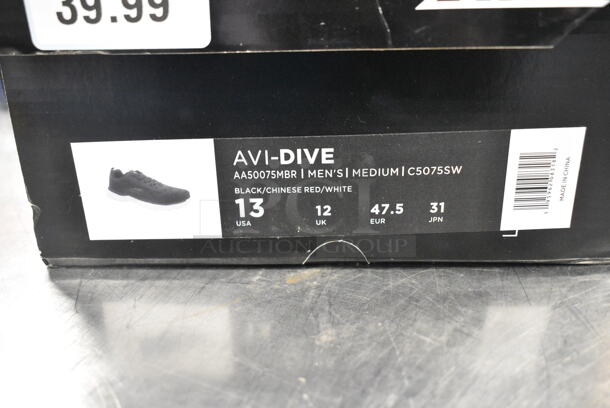 39.99
AVI-DIVE
AA50075MBR | MEN'S | MEDIUM | C5075SW
BLACK/CHINESE RED/WHITE
13 12 47.5 31
USA UK EUR JPN
MADE IN CHINA
PCI
AUCTION GROUP